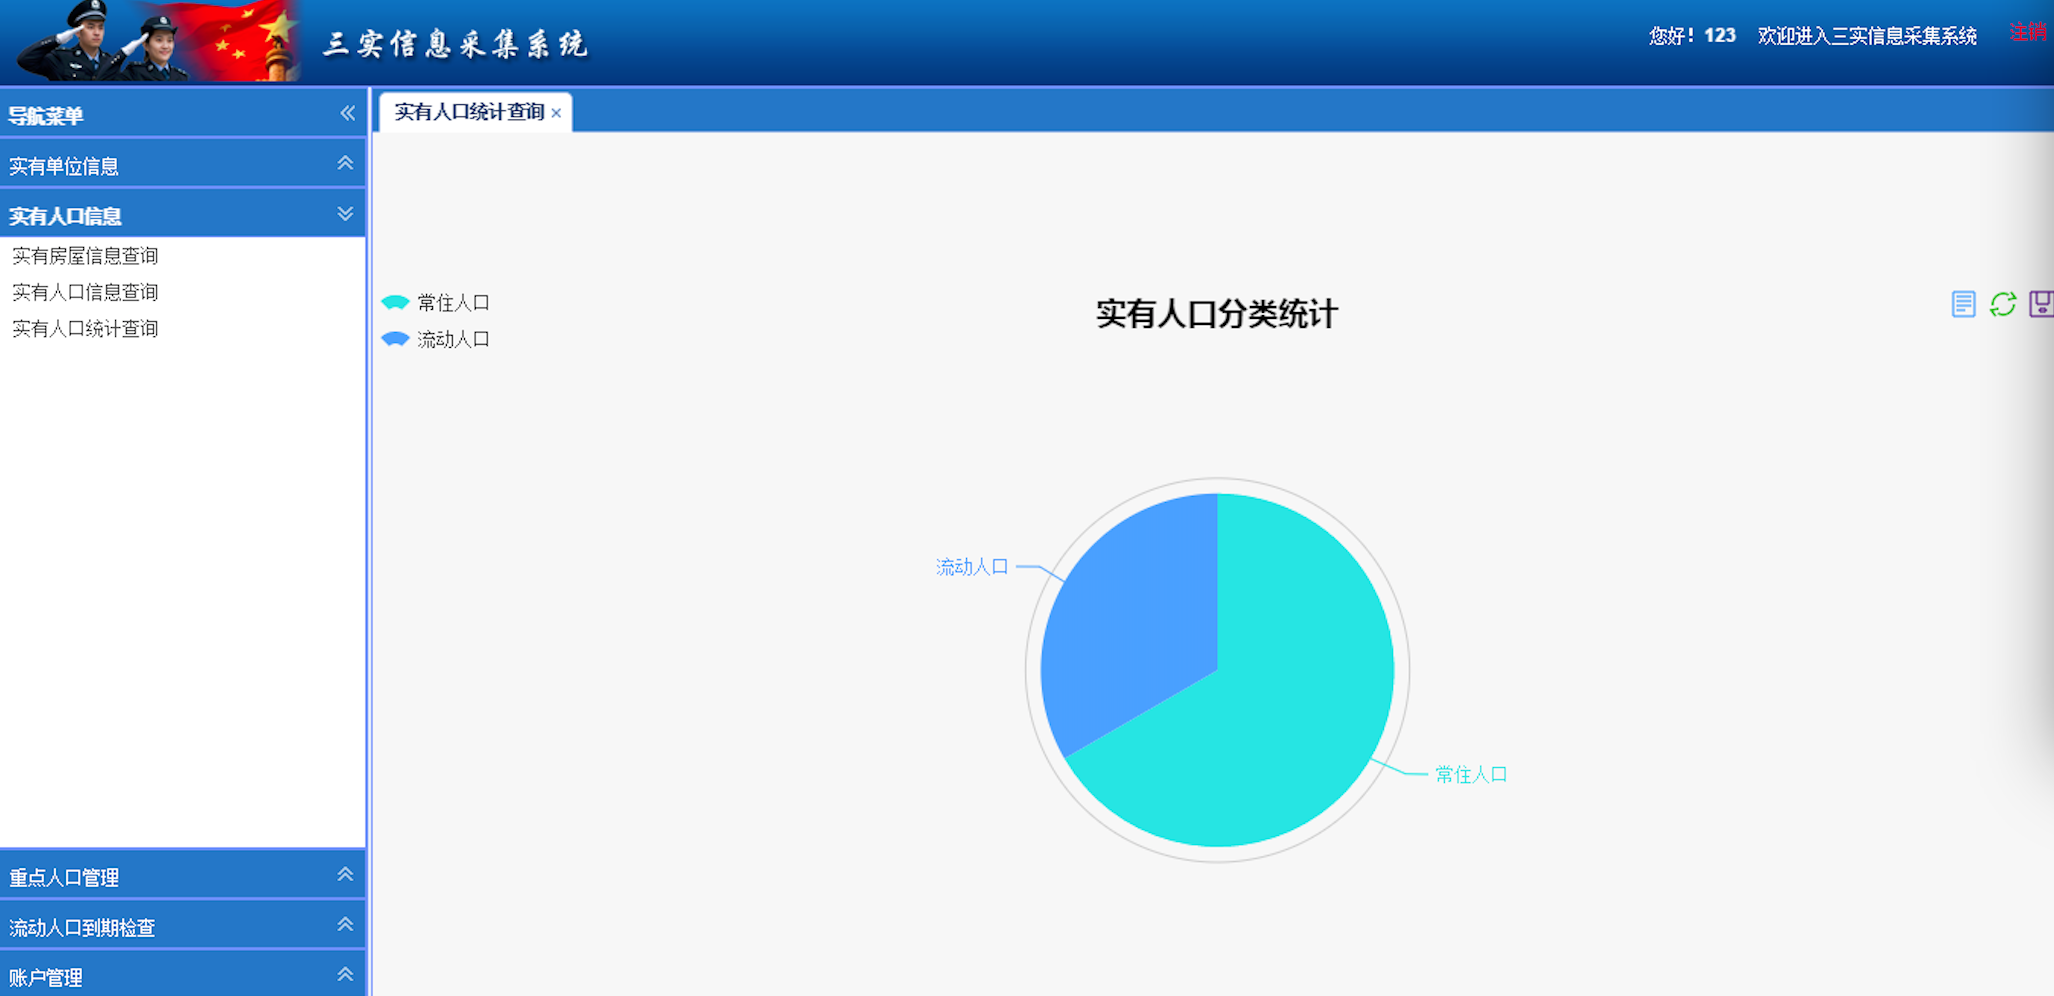 三实信息采集系统
您好！123 欢迎进入三实信息采集系统 注销
导航菜单
实有人口统计查询
实有单位信息
实有人口信息
实有房屋信息查询
实有人口信息查询
实有人口统计查询
重点人口管理
流动人口到期检查
账户管理
常住人口
流动人口
实有人口分类统计
流动人口
常住人口